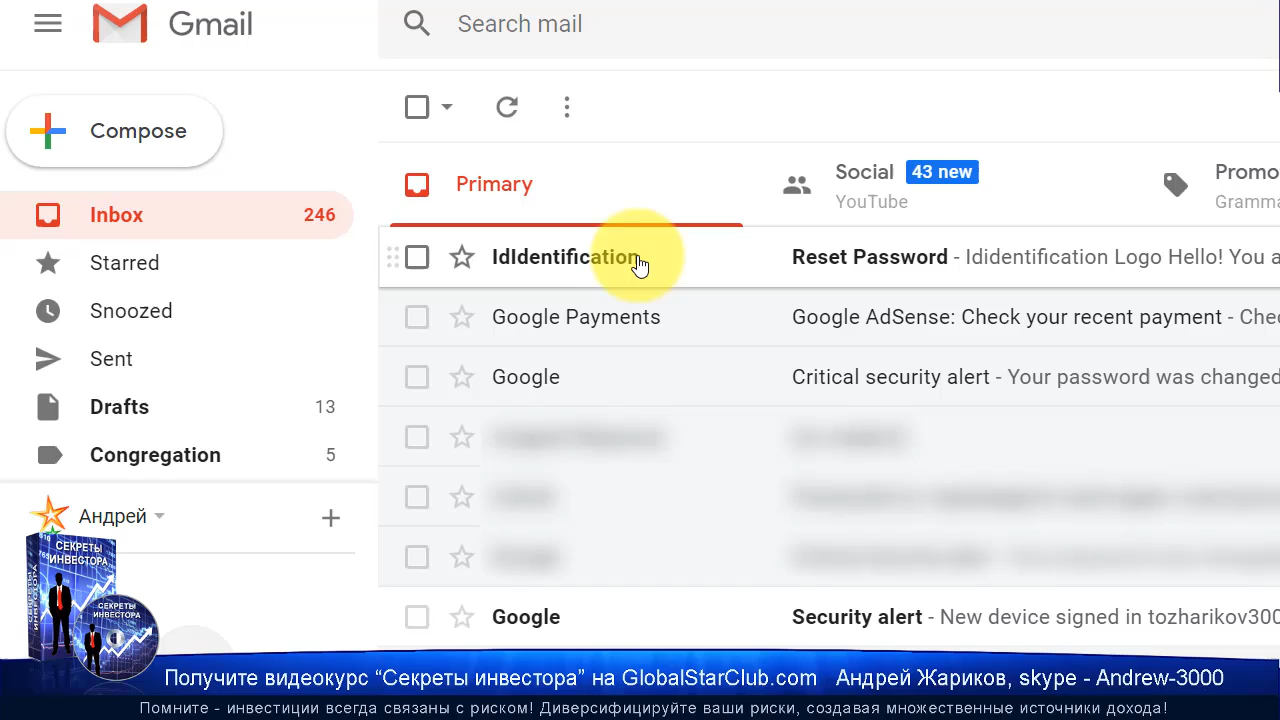 Gmail
Search mail
Compose
Primary
Social 43 new
YouTube
Promo
Gramma
Inbox 246
IdIdentification Reset Password - Ididentification Logo Hello! You a
Starred
Snoozed
Google Payments Google AdSense: Check your recent payment - Chec
Sent
Google Critical security alert - Your password was changed
Drafts 13
Congregation 5
Андрей
СЕКРЕТЫ
ИНВЕСТОРА
СЕКРЕТЫ
ИНВЕСТОРА
Google Security alert - New device signed in tozharikov300
Получите видеокурс “Секреты инвестора” на GlobalStarClub.com Андрей Жариков, skype - Andrew-3000
Помните - инвестиции всегда связаны с риском! Диверсифицируйте ваши риски, создавая множественные источники дохода!